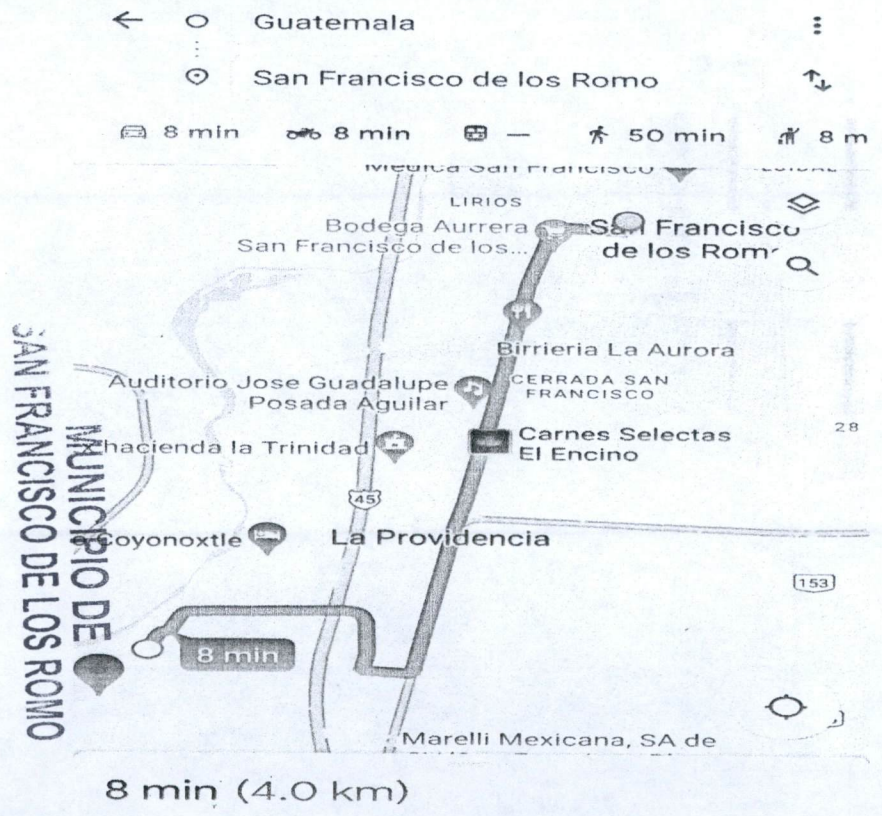 Guatemala
San Francisco de los Romo
8 min 8 min — 50 min 8 m
San Francisco
LIRIOS
Bodega Aurrera
San Francisco de los...
San Francisco
de los Rom
Birrieria La Aurora
Auditorio Jose Guadalupe
Posada Aguilar
CERRADA SAN
FRANCISCO
Carnes Selectas
El Encino
28
hacienda la Trinidad
45
Coyonoxtle
La Providencia
153
8 min
Marelli Mexicana, SA de
8 min (4.0 km)
MUNICIPIO DE
SAN FRANCISCO DE LOS ROMO